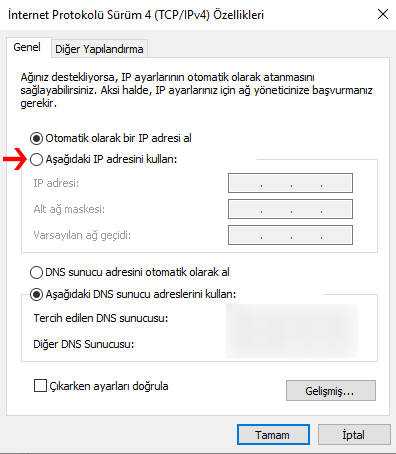 İnternet Protokolü Sürüm 4 (TCP/IPv4) Özellikleri
Genel
Diğer Yapılandırma
Ağınız destekliyorsa, IP ayarlarının otomatik olarak atanmasını
sağlayabilirsiniz. Aksi halde, IP ayarlarınız için ağ yöneticinize başvurmanız
gerekir.
Otomatik olarak bir IP adresi al
Aşağıdaki IP adresini kullan:
IP adresi:
Alt ağ maskesi:
Varsayılan ağ geçidi:
DNS sunucu adresini otomatik olarak al
Aşağıdaki DNS sunucu adreslerini kullan:
Tercih edilen DNS sunucusu:
Diğer DNS Sunucusu:
Çıkarken ayarları doğrula
Gelişmiş...
Tamam
İptal